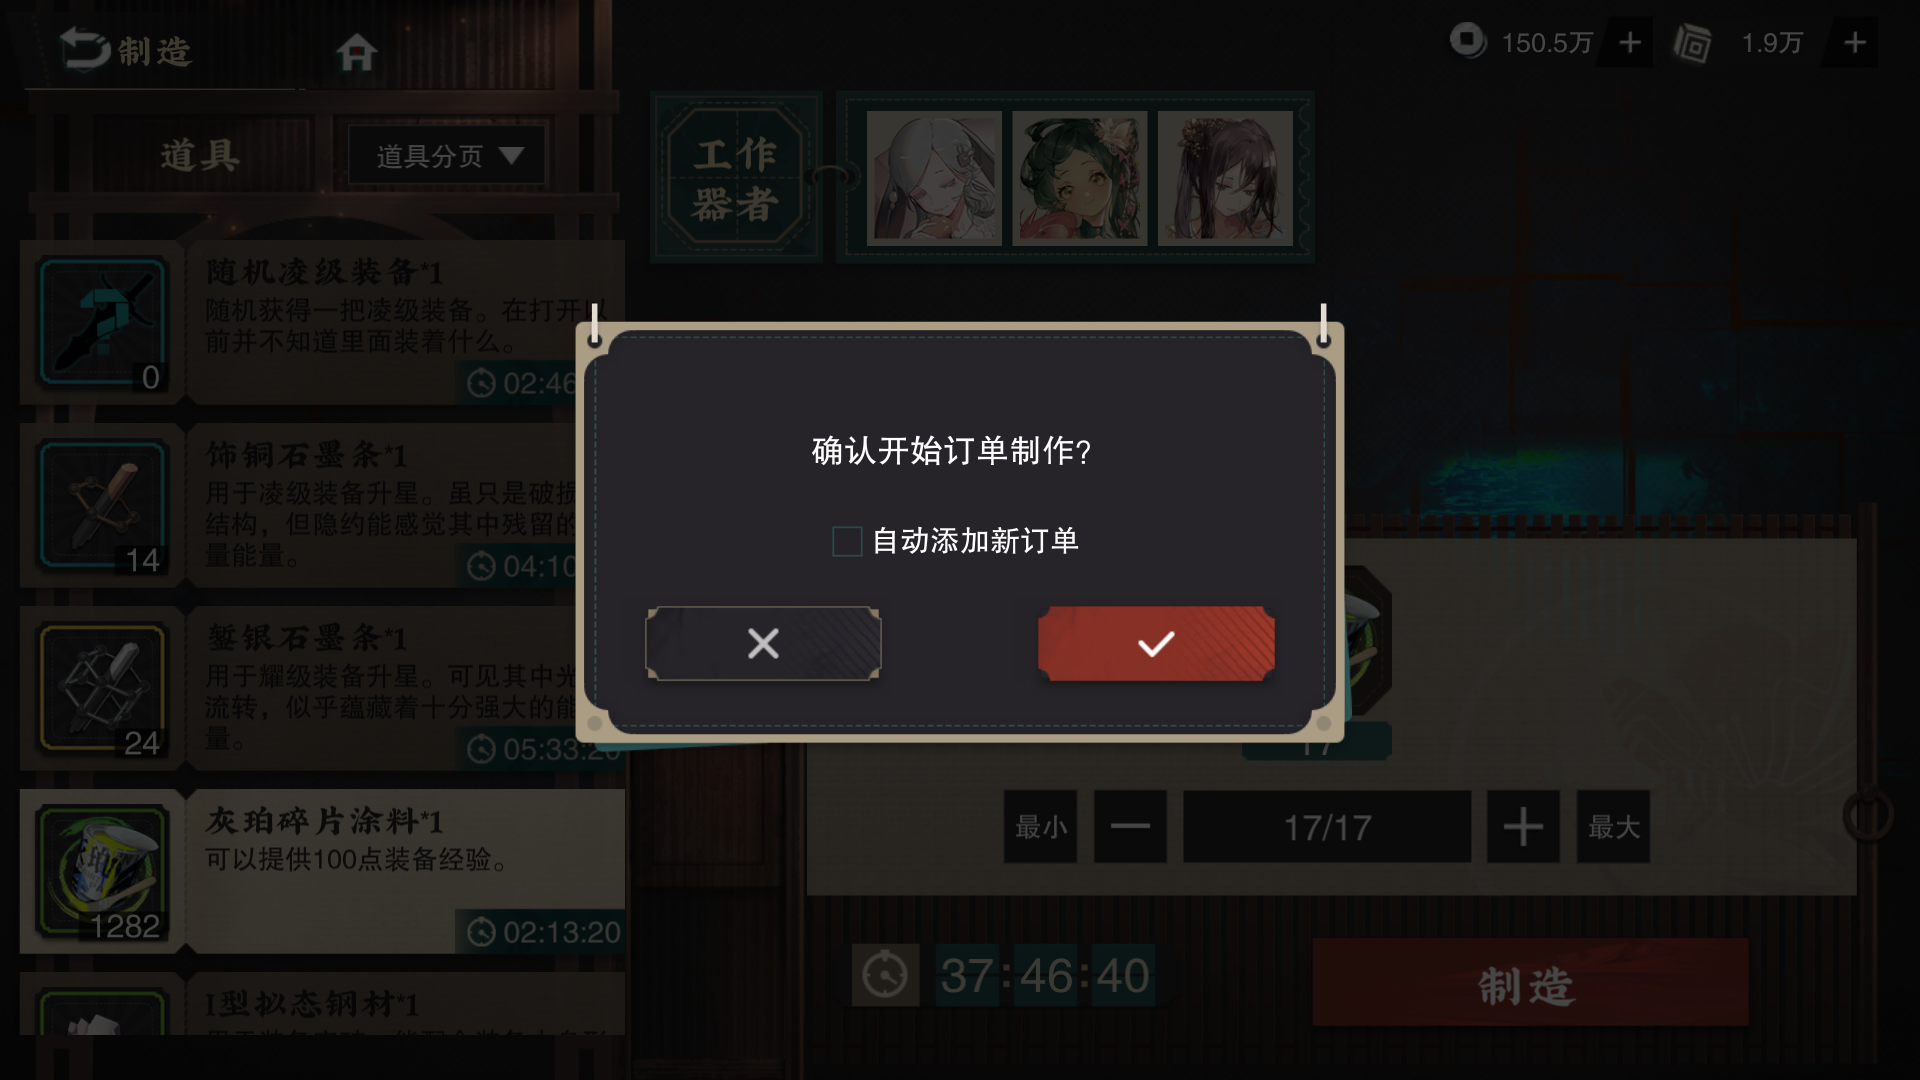 制造
150.5万
1.9万
道具
道具分页
工作
器者
随机凌级装备*1
随机获得一把凌级装备。在打开以
前并不知道里面装着什么。
0
02:46
饰铜石墨条*1
用于凌级装备升星。虽只是破损
结构，但隐约能感觉其中残留的
量能量。
14
04:10
錾银石墨条*1
用于耀级装备升星。可见其中光
流转，似乎蕴藏着十分强大的能
量。
24
05:33:20
灰珀碎片涂料*1
可以提供100点装备经验。
1282
02:13:20
I型拟态钢材*1
确认开始订单制作?
自动添加新订单
17
最小
17/17
最大
37:46:40
制造